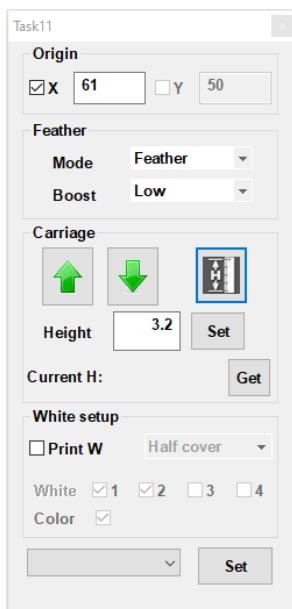 Task11
Origin
X 61 Y 50
Feather
Mode Feather
Boost Low
Carriage
H
Height 3.2 Set
Current H: Get
White setup
Print W Half cover
White 1 2 3 4
Color
Set